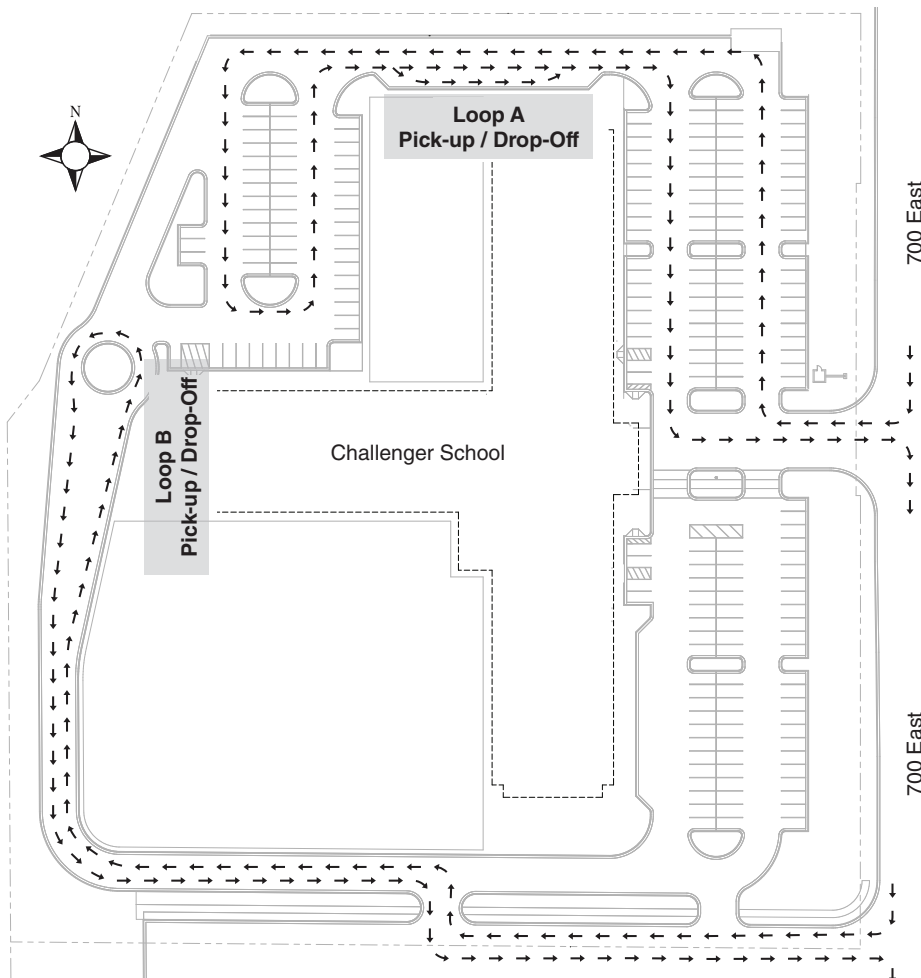 N
Loop A
Pick-up / Drop-Off
700 East
Loop B
Pick-up / Drop-Off
Challenger School
700 East